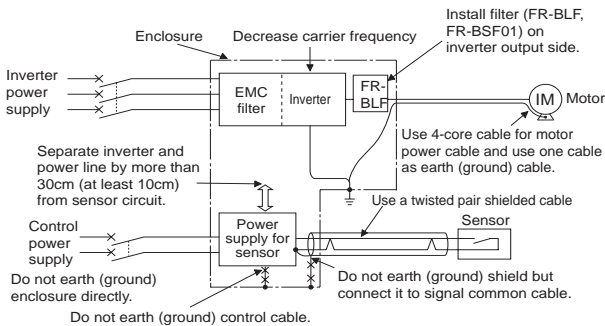 Install filter (FR-BLF,
FR-BSF01) on
inverter output
side.
Enclosure
Decrease carrier frequency
Inverter
power
supply
EMC
filter
Inverter
FR-
BLF
IM
Motor
Use 4-core cable for motor
power cable and use one cable
as earth (ground) cable.
Separate inverter and
power line by more than
30cm (at least 10cm)
from sensor circuit.
Use a twisted pair shielded cable
Sensor
Control
power
supply
Power
supply for
sensor
Do not earth (ground)
enclosure directly.
Do not earth (ground) shield but
connect it to signal common cable.
Do not earth (ground) control cable.